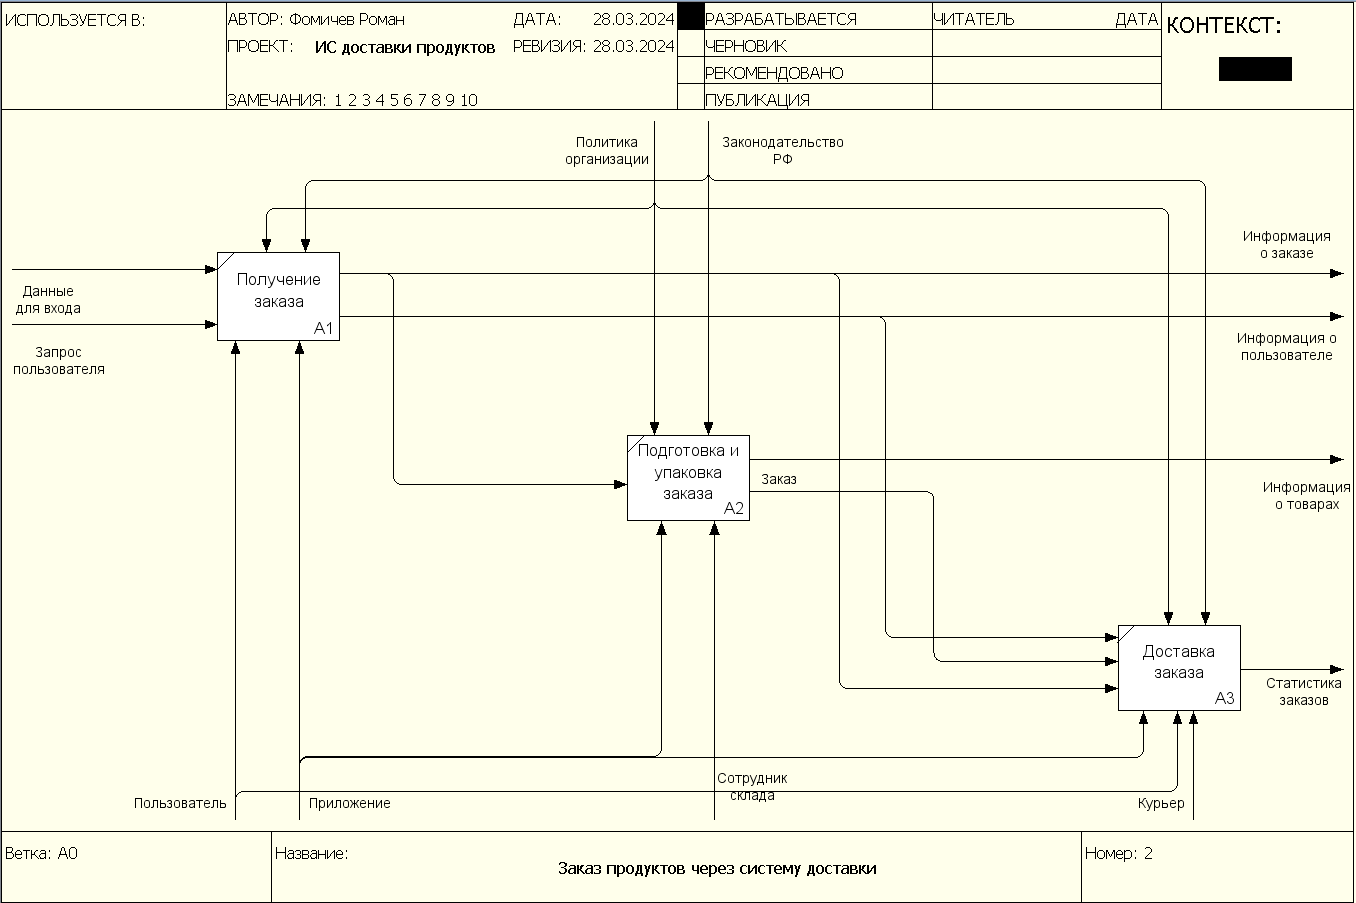 ИСПОЛЬЗУЕТСЯ В:
АВТОР: Фомичев Роман
ДАТА: 28.03.2024
ПРОЕКТ: ИС доставки продуктов
РЕВИЗИЯ: 28.03.2024
ЗАМЕЧАНИЯ: 1 2 3 4 5 6 7 8 9 10
РАЗРАБАТЫВАЕТСЯ
ЧЕРНОВИК
РЕКОМЕНДОВАНО
ПУБЛИКАЦИЯ
ЧИТАТЕЛЬ
ДАТА
КОНТЕКСТ:
Политика
организации
Законодательство
РФ
Информация
о заказе
Данные
для входа
Получение
заказа
A1
Запрос
пользователя
Информация о
пользователе
Подготовка и
упаковка
заказа
A2
Заказ
Информация
о товарах
Доставка
заказа
A3
Статистика
заказов
Пользователь
Приложение
Сотрудник
склада
Курьер
Ветка: A0
Название:
Заказ продуктов через систему доставки
Номер: 2